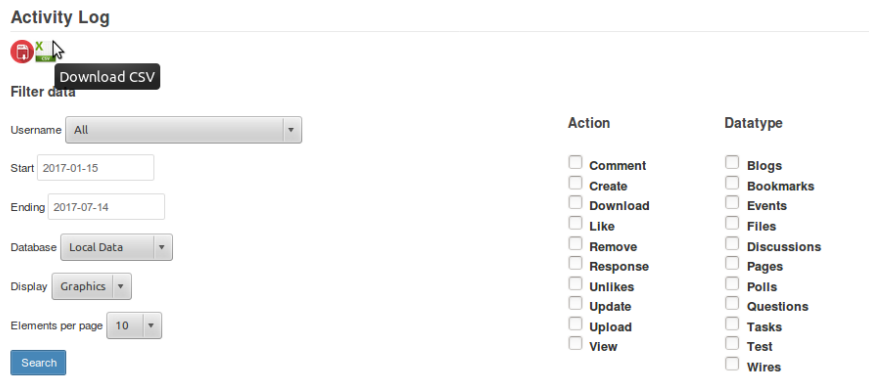 Activity Log
Download CSV
Filter data
Username All
Start 2017-01-15
Ending 2017-07-14
Database Local Data
Display Graphics
Elements per page 10
Search
Action
Comment
Create
Download
Like
Remove
Response
Unlikes
Update
Upload
View
Datatype
Blogs
Bookmarks
Events
Files
Discussions
Pages
Polls
Questions
Tasks
Test
Wires